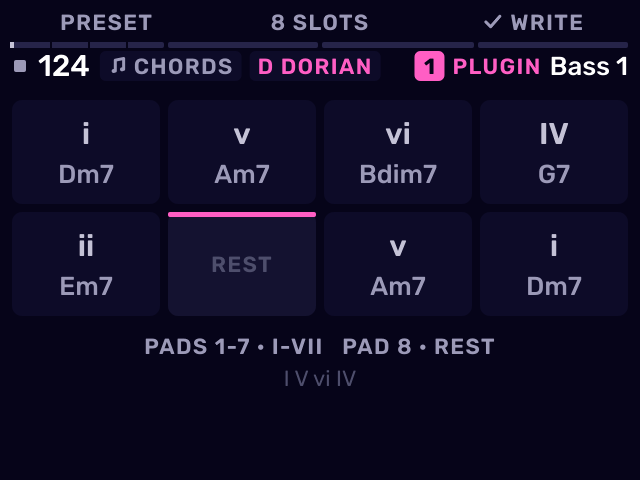 PRESET 8 SLOTS WRITE
124 CHORDS D DORIAN 1 PLUGIN Bass 1
i v vi IV
Dm7 Am7 Bdim7 G7
ii v i
Em7 REST Am7 Dm7
PADS 1-7 • I-VII PAD 8 • REST
I V vi IV